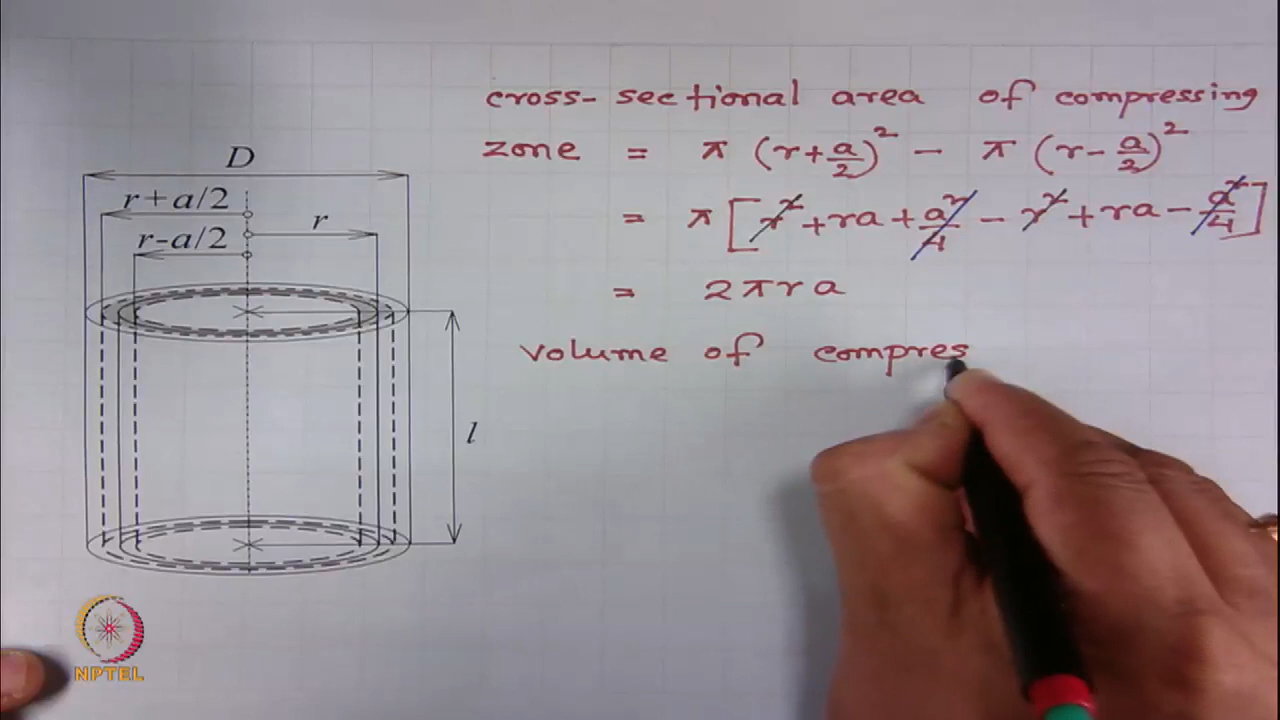 cross-sectional area of compressing
zone = π (r+a/2)² - π (r-a/2)²
= π [r² + ra + a²/4 - r² + ra - a²/4]
= 2πra
volume of compres
D
r+a/2
r
r-a/2
l
NPTEL